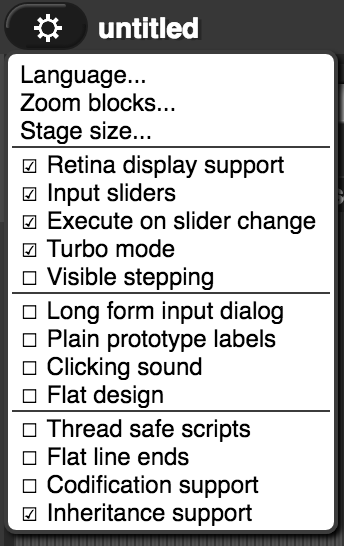 untitled
Language...
Zoom blocks...
Stage size...
Retina display support
Input sliders
Execute on slider change
Turbo mode
Visible stepping
Long form input dialog
Plain prototype labels
Clicking sound
Flat design
Thread safe scripts
Flat line ends
Codification support
Inheritance support